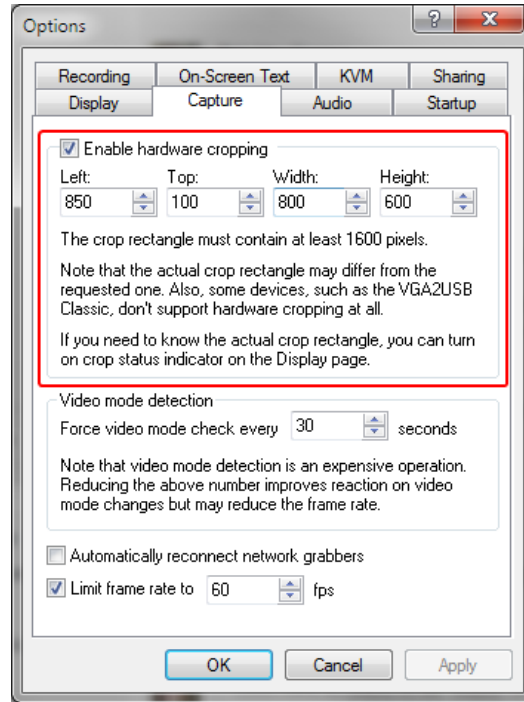 Options
?
X
Recording On-Screen Text KVM Sharing
Display Capture Audio Startup
Enable hardware cropping
Left: Top: Width: Height:
850 100 800 600
The crop rectangle must contain at least 1600 pixels.
Note that the actual crop rectangle may differ from the
requested one. Also, some devices, such as the VGA2USB
Classic, don't support hardware cropping at all.
If you need to know the actual crop rectangle, you can turn
on crop status indicator on the Display page.
Video mode detection
Force video mode check every 30 seconds
Note that video mode detection is an expensive operation.
Reducing the above number improves reaction on video
mode changes but may reduce the frame rate.
Automatically reconnect network grabbers
Limit frame rate to 60 fps
OK Cancel Apply